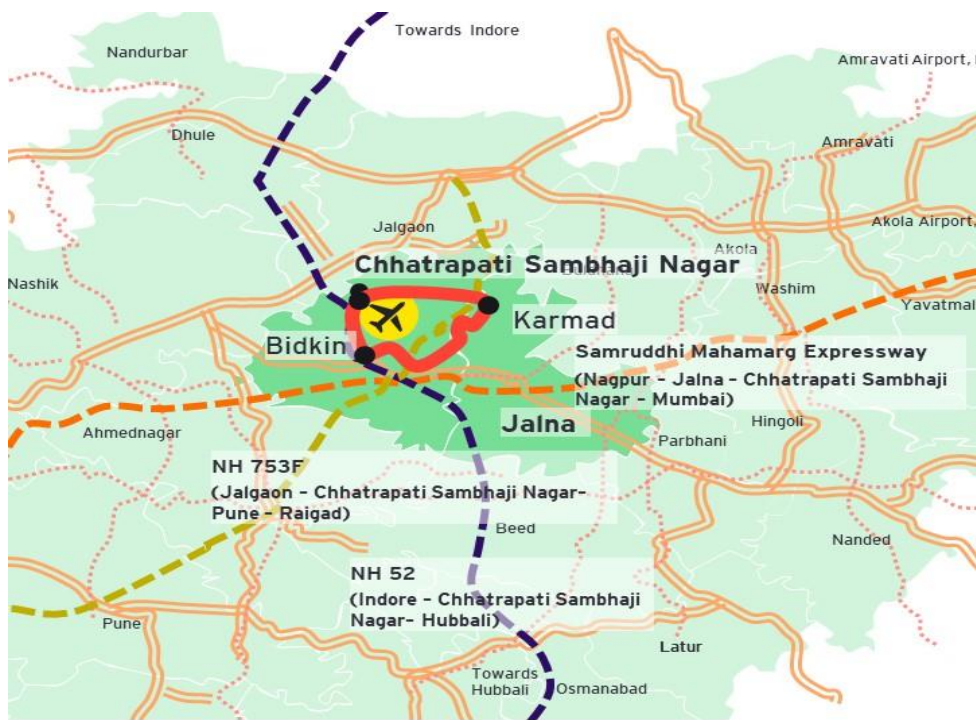 Towards Indore
Nandurbar
Amravati Airport,
Dhule
Amravati
Jalgaon
Akola Airport,
Akola
Chhatrapati Sambhaji Nagar
Buldhana
Nashik
Washim
Yavatmal
Karmad
Bidkin
Samruddhi Mahamarg Expressway
(Nagpur - Jalna - Chhatrapati Sambhaji
Nagar - Mumbai)
Jalna
Ahmednagar
Hingoli
Parbhani
NH 753F
(Jalgaon - Chhatrapati Sambhaji Nagar-
Pune - Raigad)
Beed
Nanded
NH 52
(Indore - Chhatrapati Sambhaji
Nagar- Hubbali)
Pune
Latur
Towards
Hubbali
Osmanabad